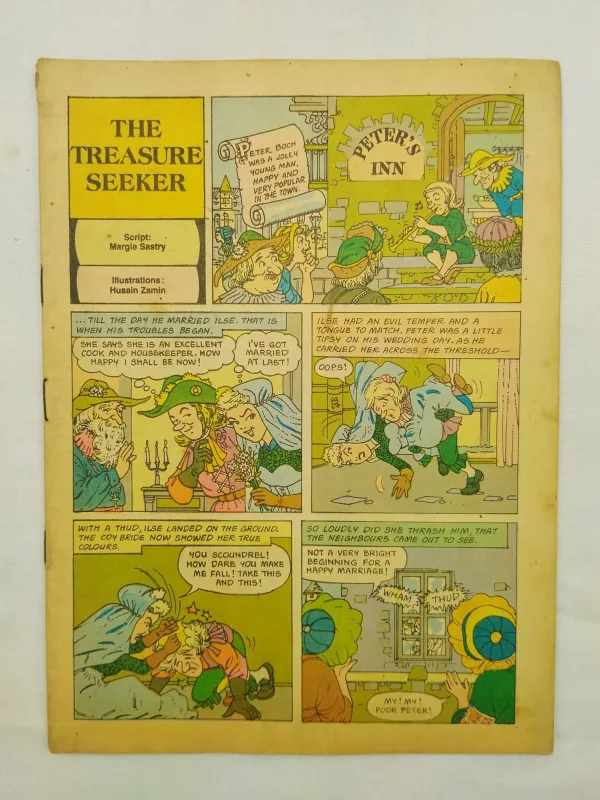 THE
TREASURE
SEEKER
Script:
Margie Sastry
Illustrations:
Husain Zamin
PETER BOCH
WAS A JOLLY
YOUNG MAN,
HAPPY AND
VERY POPULAR
IN THE TOWN.
PETER'S
INN
...TILL THE DAY HE MARRIED ILSE. THAT IS
WHEN HIS TROUBLES BEGAN.
SHE SAYS SHE IS AN EXCELLENT
COOK AND HOUSEKEEPER. HOW
HAPPY I SHALL BE NOW!
I'VE GOT
MARRIED
AT LAST!
ILSE HAD AN EVIL TEMPER AND A
TONGUE TO MATCH. PETER WAS A LITTLE
TIPSY ON HIS WEDDING DAY. AS HE
CARRIED HER ACROSS THE THRESHOLD—
OOPS!
WITH A THUD, ILSE LANDED ON THE GROUND.
THE COY BRIDE NOW SHOWED HER TRUE
COLOURS.
YOU SCOUNDREL!
HOW DARE YOU MAKE
ME FALL! TAKE THIS
AND THIS!
SO LOUDLY DID SHE THRASH HIM, THAT
THE NEIGHBOURS CAME OUT TO SEE.
NOT A VERY BRIGHT
BEGINNING FOR A
HAPPY MARRIAGE!
WHAM
THUD
MY! MY!
POOR PETER!